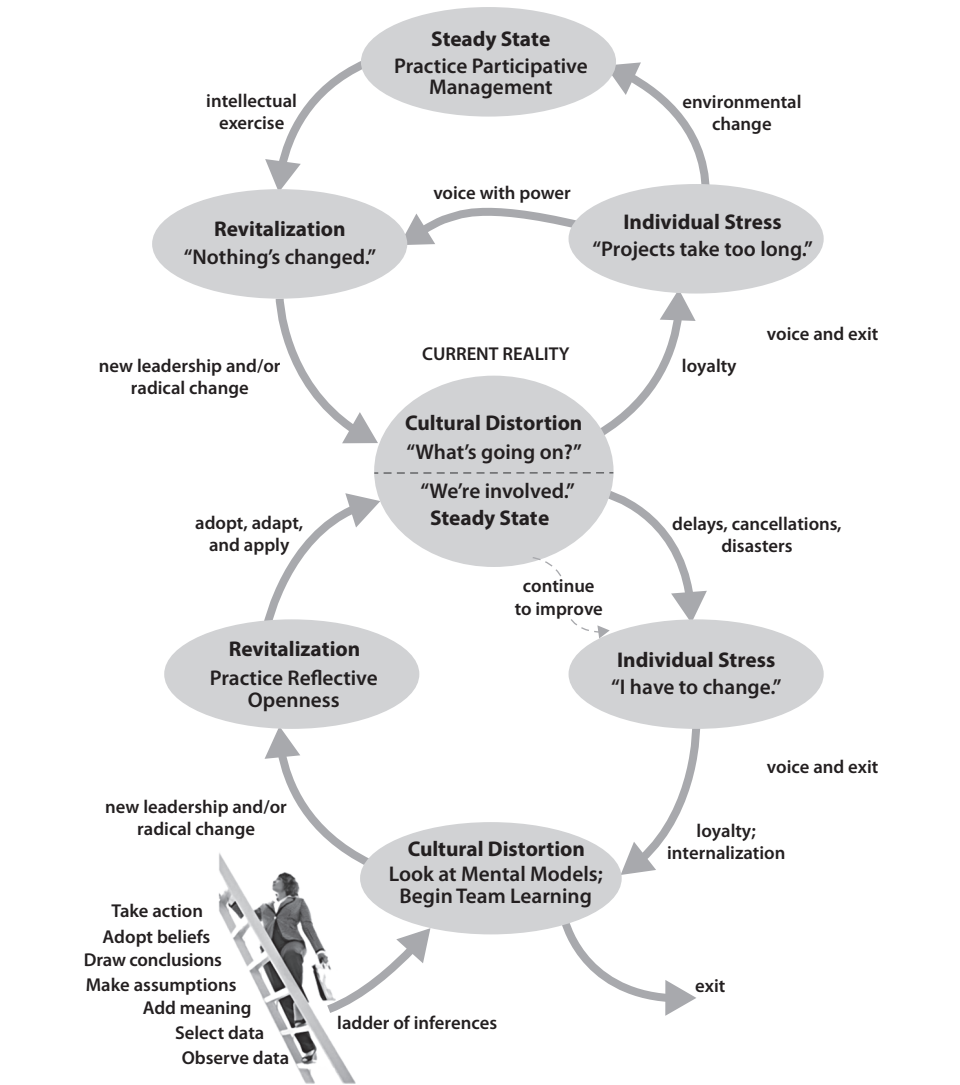 Steady State
Practice Participative
Management
intellectual
exercise
environmental
change
voice with power
Revitalization
“Nothing’s changed.”
Individual Stress
“Projects take too long.”
voice and exit
CURRENT REALITY
new leadership and/or
radical change
loyalty
Cultural Distortion
“What’s going on?”
“We’re involved.”
Steady State
adopt, adapt,
and apply
delays, cancellations,
disasters
continue
to improve
Revitalization
Practice Reflective
Openness
Individual Stress
“I have to change.”
voice and exit
new leadership and/or
radical change
loyalty;
internalization
Cultural Distortion
Look at Mental Models;
Begin Team Learning
Take action
Adopt beliefs
Draw conclusions
Make assumptions
Add meaning
Select data
Observe data
ladder of inferences
exit